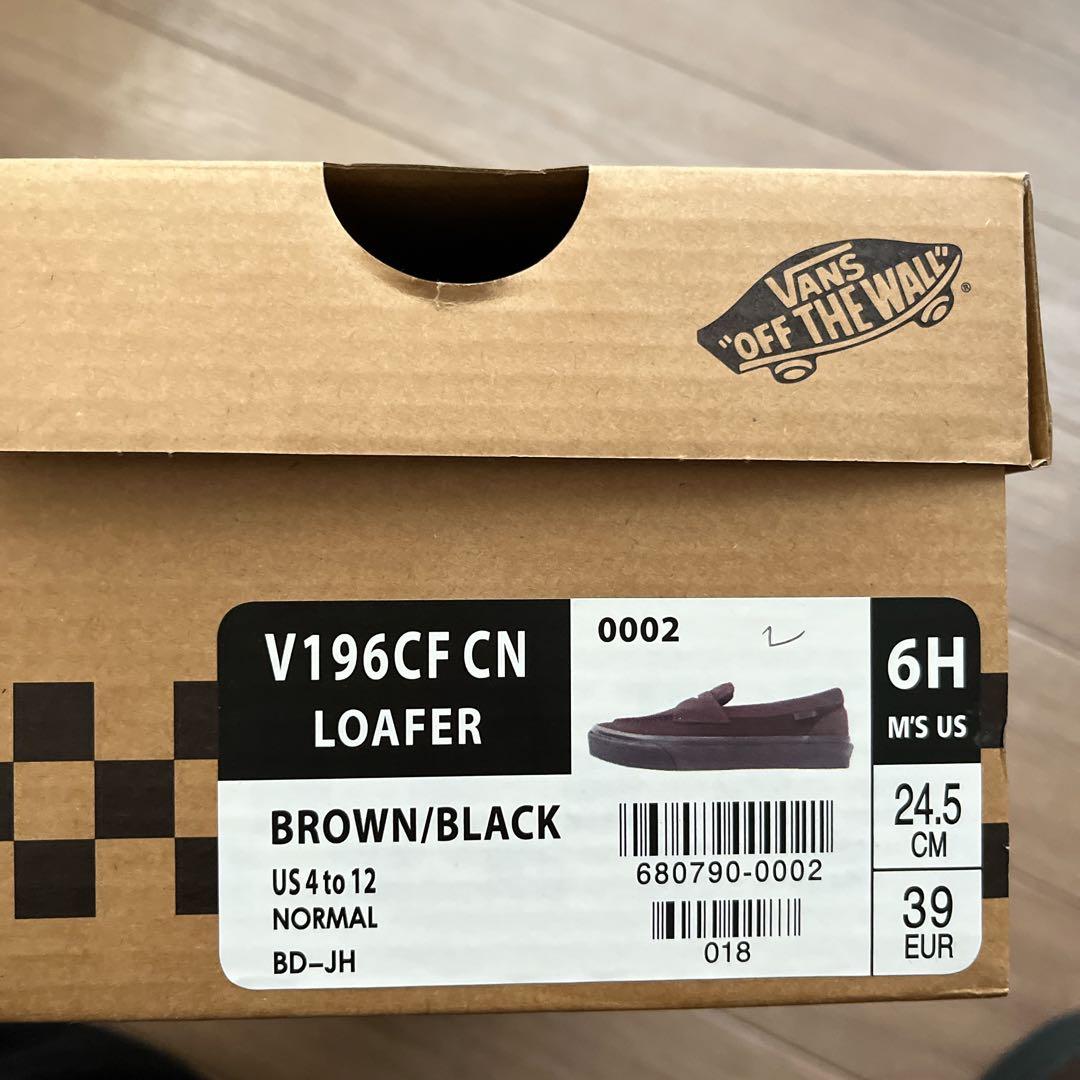 VANS
"OFF THE WALL"
®
V196CF CN
LOAFER
0002
2
6H
M'S US
BROWN/BLACK
US 4 to 12
NORMAL
BD-JH
680790-0002
018
24.5
CM
39
EUR